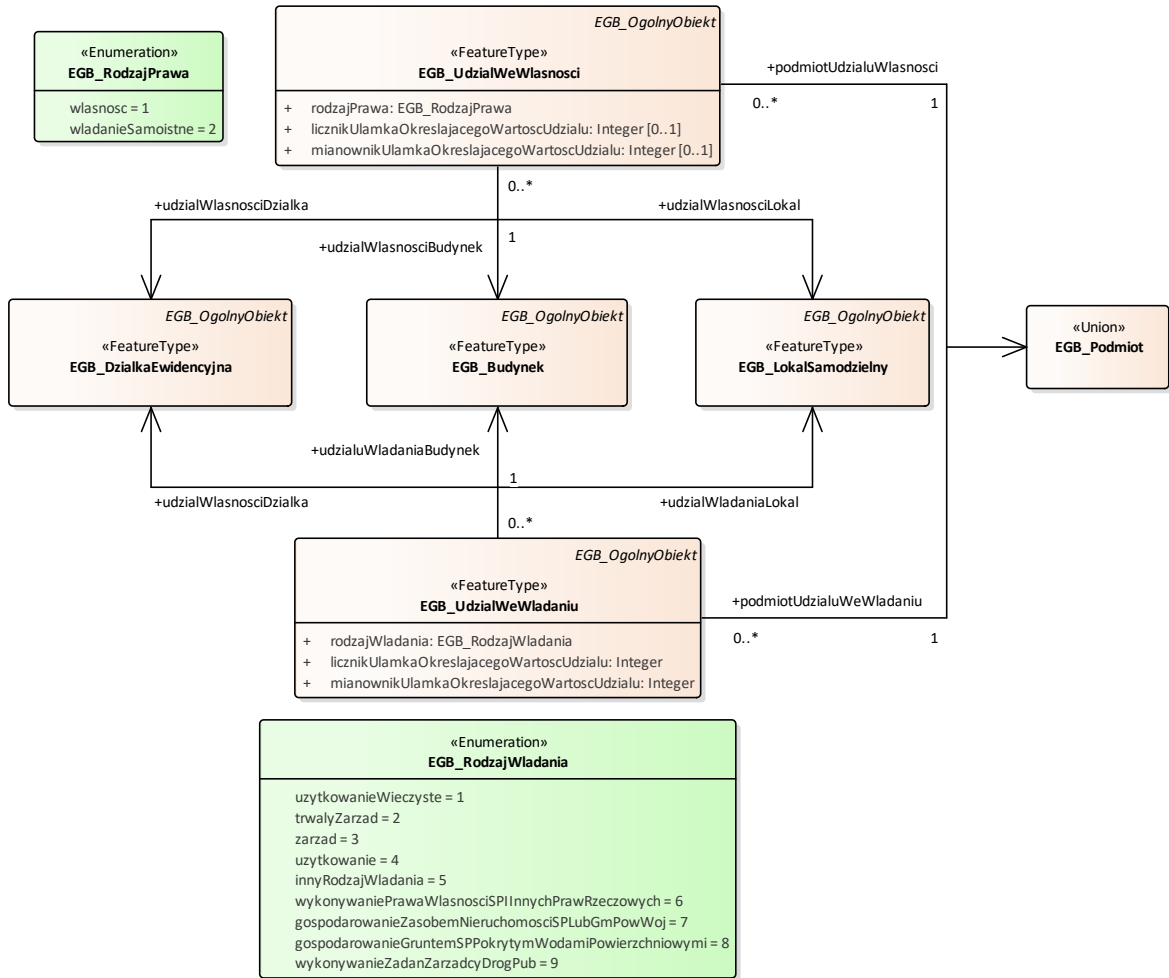 «Enumeration»
EGB_RodzajPrawa
wlasnosc = 1
wladanieSamoistne = 2
EGB_OgolnyObiekt
«FeatureType»
EGB_UdzialWeWlasnosci
+ rodzajPrawa: EGB_RodzajPrawa
+ licznikUlamkaOkreslajacegoWartoscUdzialu: Integer [0..1]
+ mianownikUlamkaOkreslajacegoWartoscUdzialu: Integer [0..1]
+podmiotUdzialuWlasnosci
0..*
1
0..*
+udzialWlasnosciDzialka
+udzialWlasnosciLokal
1
+udzialWlasnosciBudynek
EGB_OgolnyObiekt
«FeatureType»
EGB_DzialkaEwidencyjna
EGB_OgolnyObiekt
«FeatureType»
EGB_Budynek
EGB_OgolnyObiekt
«FeatureType»
EGB_LokalSamodzielny
«Union»
EGB_Podmiot
+udzialuWladaniaBudynek
1
+udzialWlasnosciDzialka
+udzialWladaniaLokal
0..*
EGB_OgolnyObiekt
«FeatureType»
EGB_UdzialWeWladaniu
+ rodzajWladania: EGB_RodzajWladania
+ licznikUlamkaOkreslajacegoWartoscUdzialu: Integer
+ mianownikUlamkaOkreslajacegoWartoscUdzialu: Integer
+podmiotUdzialuWeWladaniu
0..*
1
«Enumeration»
EGB_RodzajWladania
uzytkowanieWieczyste = 1
trwalyZarzad = 2
zarzad = 3
uzytkowanie = 4
innyRodzajWladania = 5
wykonywaniePrawaWlasnosciSPIInnychPrawRzeczowych = 6
gospodarowanieZasobemNieruchomosciSPLubGmPowWoj = 7
gospodarowanieGruntemSPPokrytymWodamiPowierzchniowymi = 8
wykonywanieZadanZarzadcyDrogPub = 9